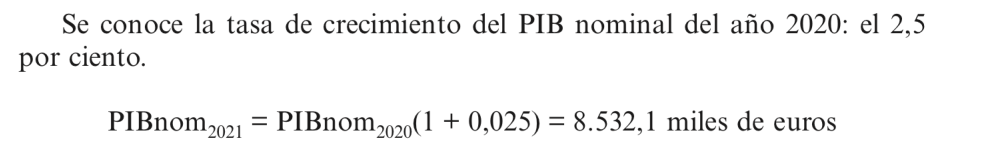 Se conoce la tasa de crecimiento del PIB nominal del año 2020: el 2,5
por ciento.
PIBnom₂₀₂₁ = PIBnom₂₀₂₀(1 + 0,025) = 8.532,1 miles de euros